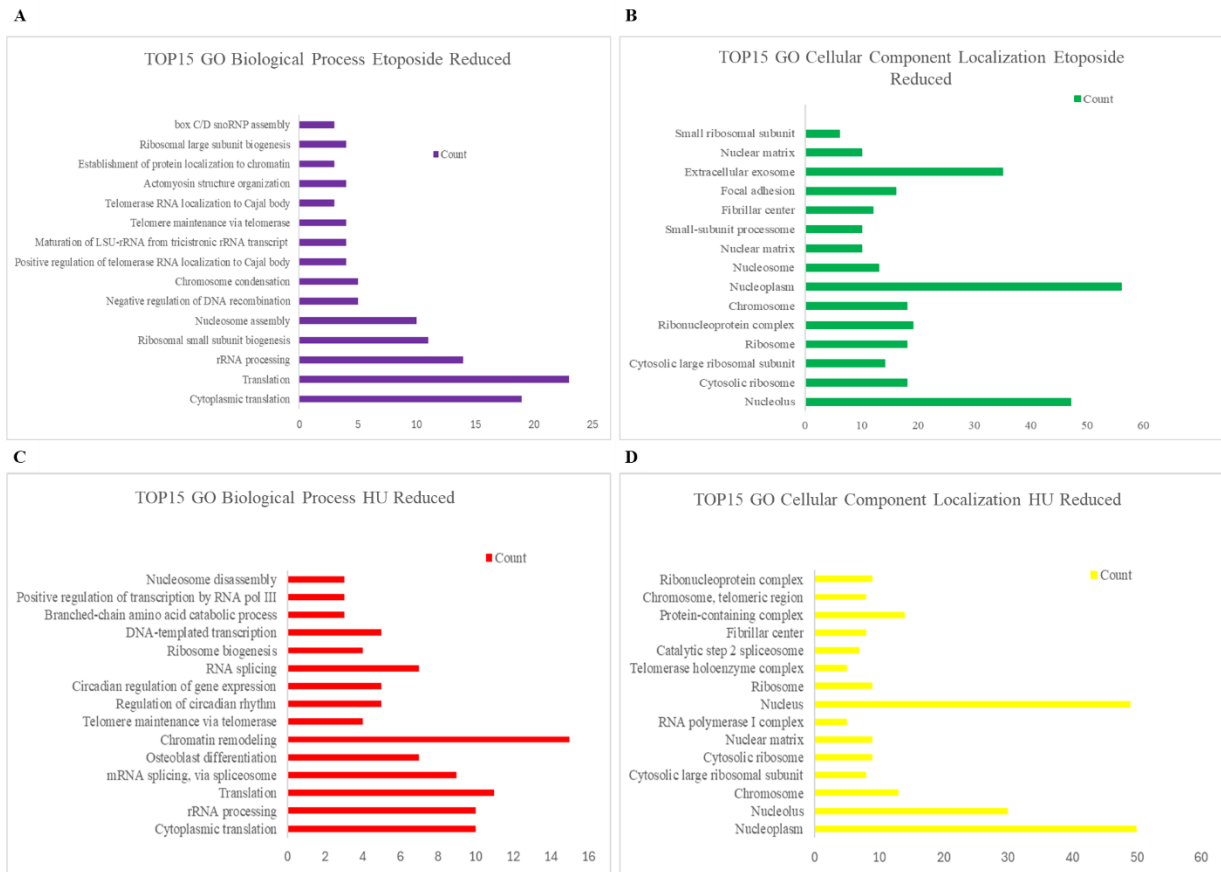 A
TOP15 GO Biological Process Etoposide Reduced
Count
box C/D snoRNP assembly
Ribosomal large subunit biogenesis
Establishment of protein localization to chromatin
Actomyosin structure organization
Telomerase RNA localization to Cajal body
Telomere maintenance via telomerase
Maturation of LSU-rRNA from tricistronic rRNA transcript
Positive regulation of telomerase RNA localization to Cajal body
Chromosome condensation
Negative regulation of DNA recombination
Nucleosome assembly
Ribosomal small subunit biogenesis
rRNA processing
Translation
Cytoplasmic translation
0 5 10 15 20 25
B
TOP15 GO Cellular Component Localization Etoposide
Reduced
Count
Small ribosomal subunit
Nuclear matrix
Extracellular exosome
Focal adhesion
Fibrillar center
Small-subunit processome
Nuclear matrix
Nucleosome
Nucleoplasm
Chromosome
Ribonucleoprotein complex
Ribosome
Cytosolic large ribosomal subunit
Cytosolic ribosome
Nucleolus
0 10 20 30 40 50 60
C
TOP15 GO Biological Process HU Reduced
Count
Nucleosome disassembly
Positive regulation of transcription by RNA pol III
Branched-chain amino acid catabolic process
DNA-templated transcription
Ribosome biogenesis
RNA splicing
Circadian regulation of gene expression
Regulation of circadian rhythm
Telomere maintenance via telomerase
Chromatin remodeling
Osteoblast differentiation
mRNA splicing, via spliceosome
Translation
rRNA processing
Cytoplasmic translation
0 2 4 6 8 10 12 14 16
D
TOP15 GO Cellular Component Localization HU Reduced
Count
Ribonucleoprotein complex
Chromosome, telomeric region
Protein-containing complex
Fibrillar center
Catalytic step 2 spliceosome
Telomerase holoenzyme complex
Ribosome
Nucleus
RNA polymerase I complex
Nuclear matrix
Cytosolic ribosome
Cytosolic large ribosomal subunit
Chromosome
Nucleolus
Nucleoplasm
0 10 20 30 40 50 60